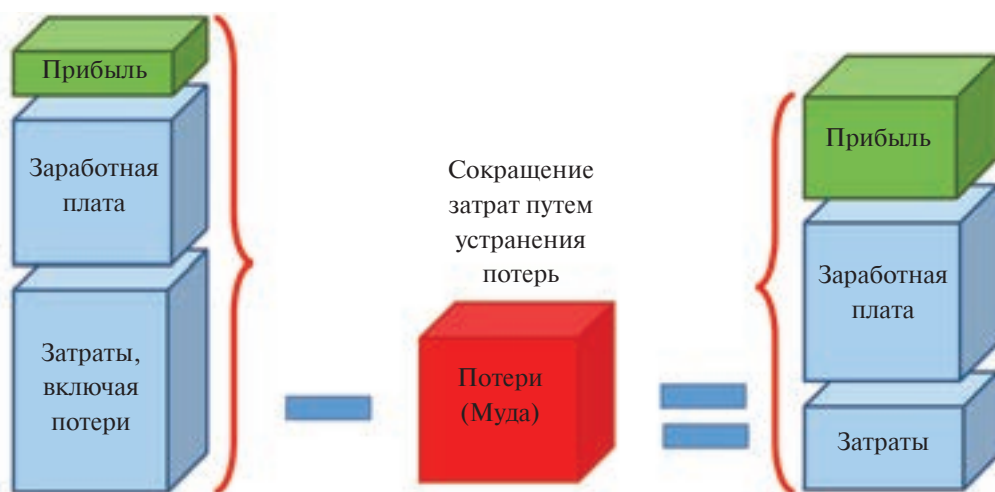 Прибыль
Заработная
плата
Затраты,
включая
потери
Сокращение
затрат путем
устранения
потерь
Потери
(Муда)
Прибыль
Заработная
плата
Затраты